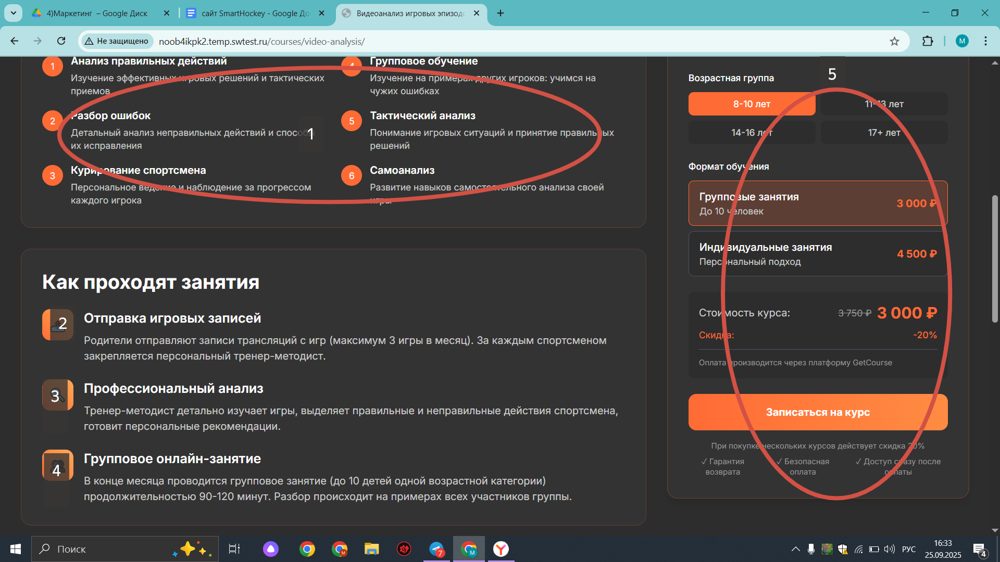 4)Маркетинг – Google Диск
сайт SmartHockey - Google До
Видеоанализ игровых эпизодо
Не защищено
noob4ikpk2.temp.swtest.ru/courses/video-analysis/
M
1
Анализ правильных действий
Изучение эффективных игровых решений и тактических
приемов
2
Разбор ошибок
Детальный анализ неправильных действий и способы
их исправления
1
3
Курирование спортсмена
Персональное ведение и наблюдение за прогрессом
каждого игрока
4
Групповое обучение
Изучение на примерах других игроков: учимся на
чужих ошибках
5
Тактический анализ
Понимание игровых ситуаций и принятие правильных
решений
6
Самоанализ
Развитие навыков самостоятельного анализа своей
игры
Как проходят занятия
2
Отправка игровых записей
Родители отправляют записи трансляций с игр (максимум 3 игры в месяц). За каждым спортсменом
закрепляется персональный тренер-методист.
3
Профессиональный анализ
Тренер-методист детально изучает игры, выделяет правильные и неправильные действия спортсмена,
готовит персональные рекомендации.
4
Групповое онлайн-занятие
В конце месяца проводится групповое занятие (до 10 детей одной возрастной категории)
продолжительностью 90-120 минут. Разбор происходит на примерах всех участников группы.
5
Возрастная группа
8-10 лет
11-13 лет
14-16 лет
17+ лет
Формат обучения
Групповые занятия
До 10 человек
3 000 ₽
Индивидуальные занятия
Персональный подход
4 500 ₽
Стоимость курса: 3 750 ₽ 3 000 ₽
Скидка: -20%
Оплата производится через платформу GetCourse
Записаться на курс
При покупке нескольких курсов действует скидка 20%
✓ Гарантия
возврата
✓ Безопасная
оплата
✓ Доступ сразу после
оплаты
Поиск
M
7
M
РУС
16:33
25.09.2025
4